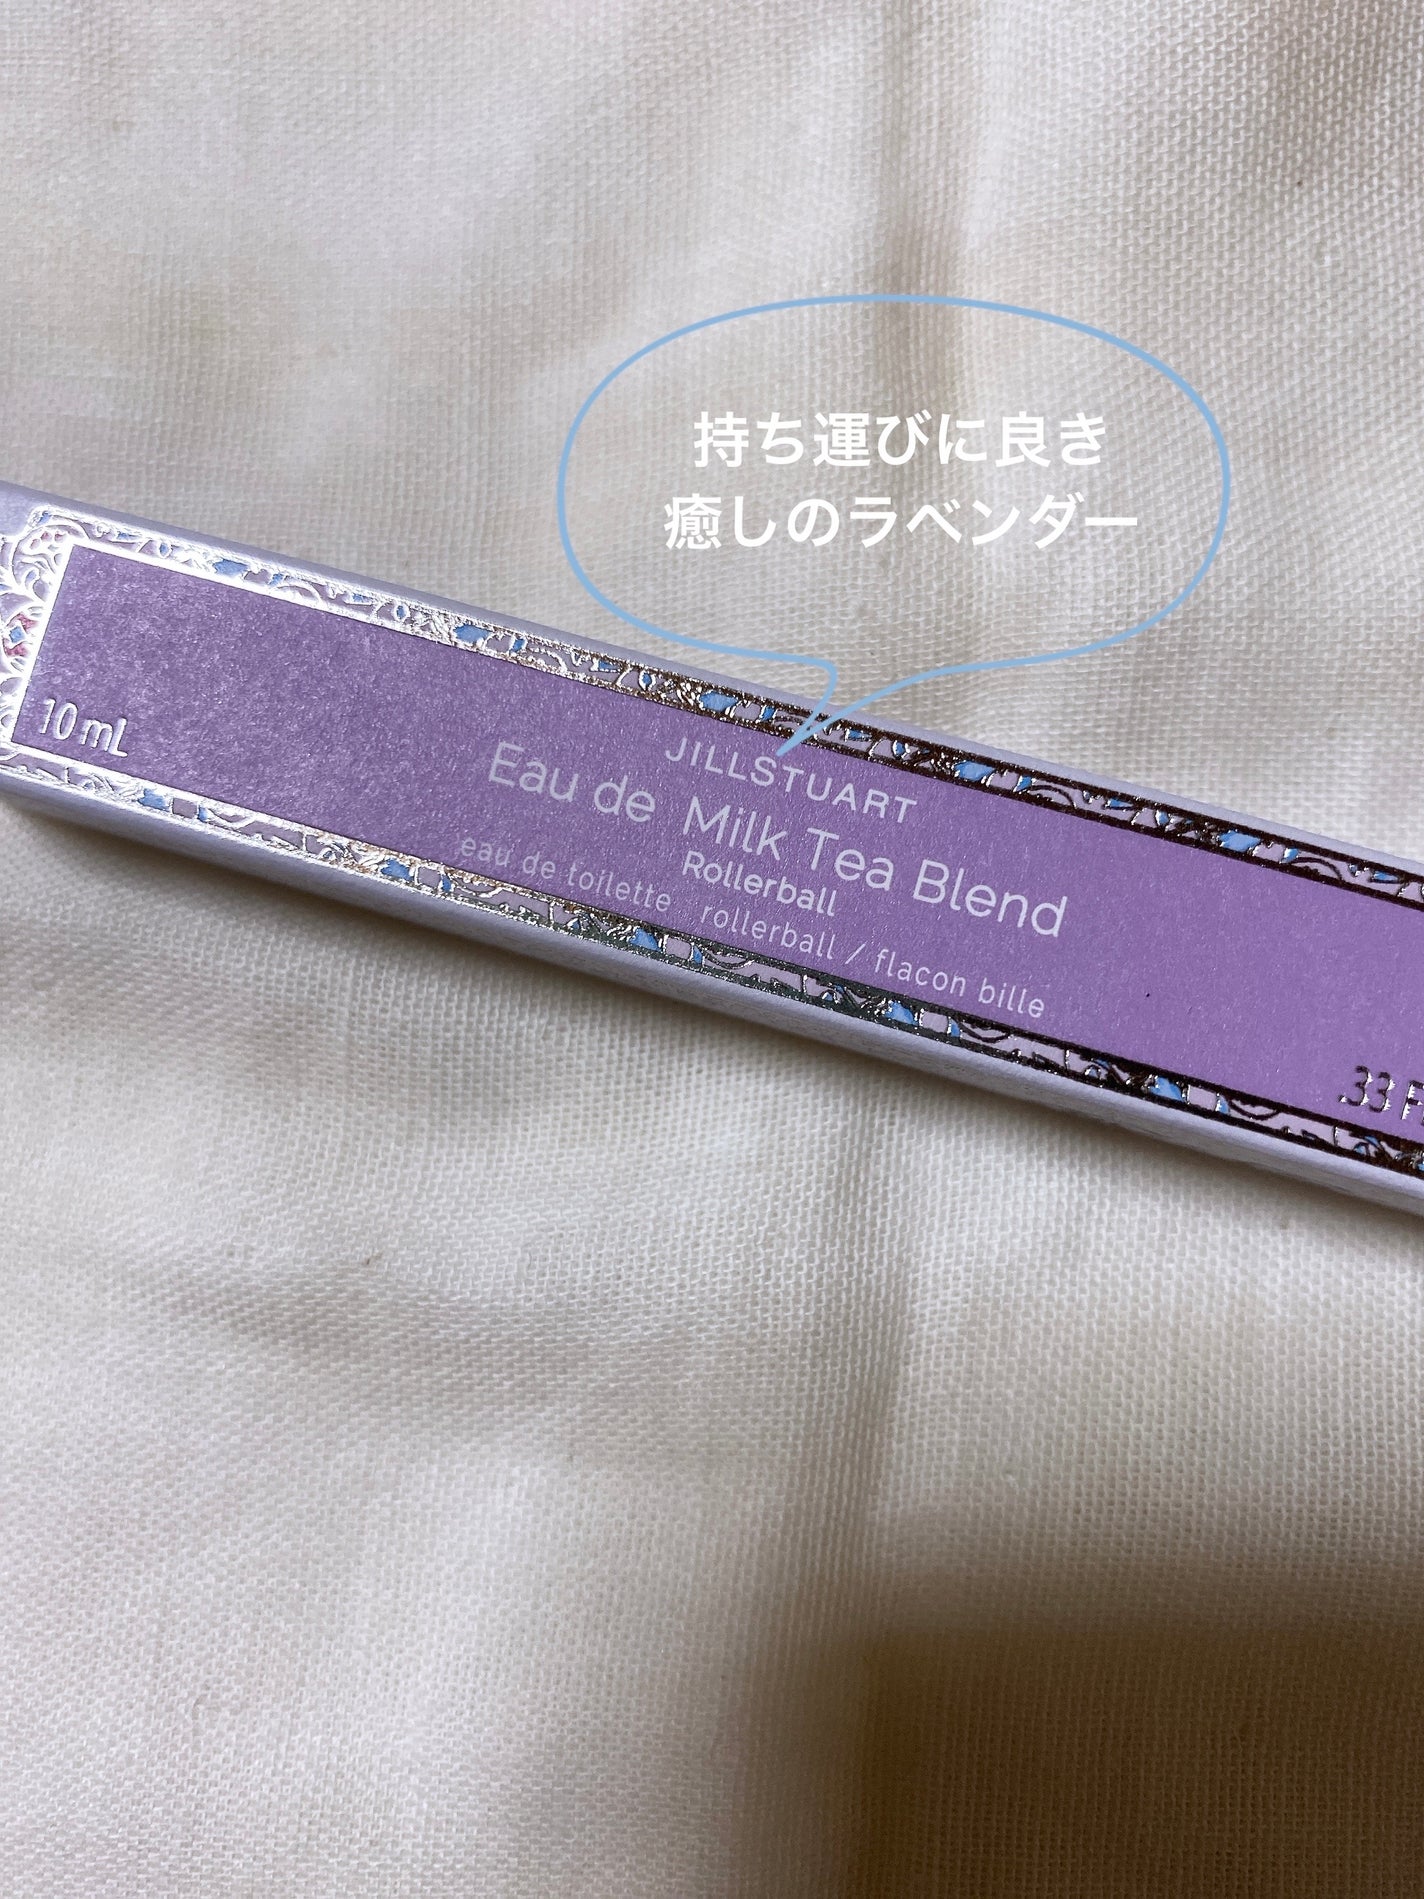 持ち運びに良き
癒しのラベンダー
10 mL
JILLSTUART
Eau de Milk Tea Blend
Rollerball
eau de toilette rollerball / flacon bille
.33